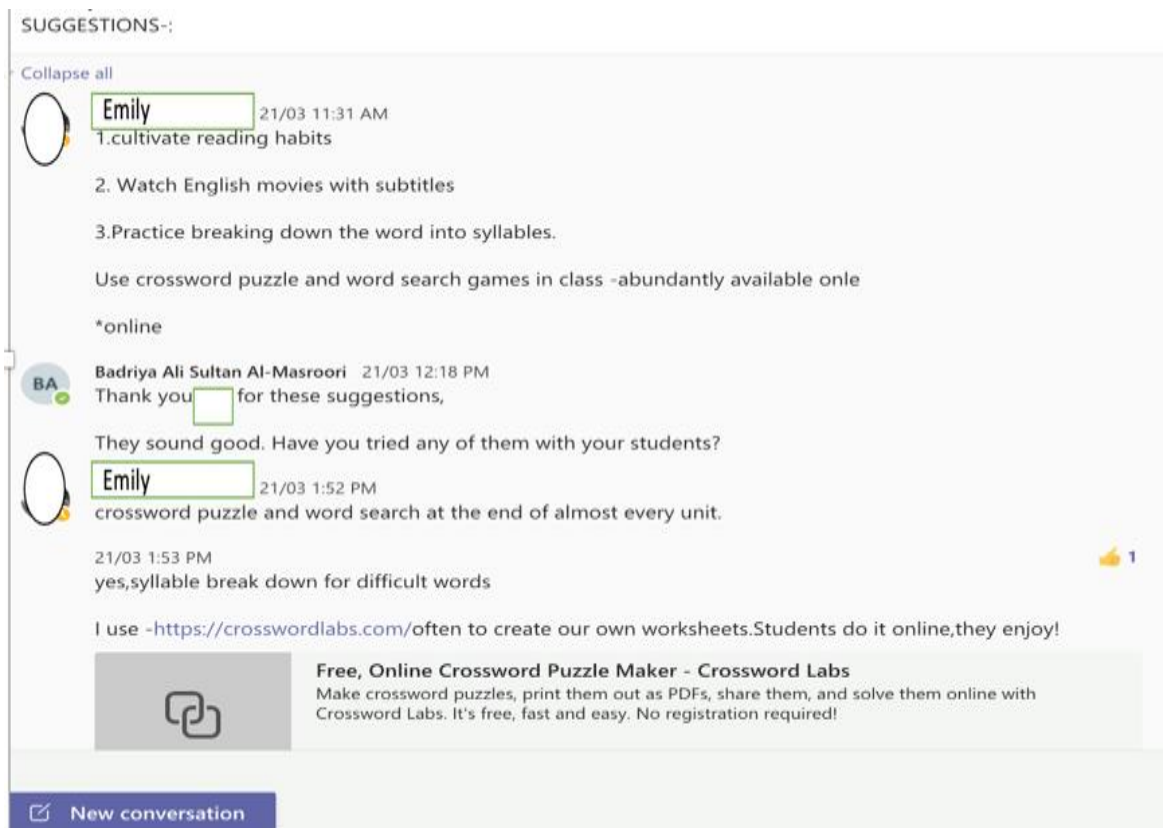 SUGGESTIONS-:
Collapse all
Emily 21/03 11:31 AM
1.cultivate reading habits
2. Watch English movies with subtitles
3.Practice breaking down the word into syllables.
Use crossword puzzle and word search games in class -abundantly available onle
*online
BA
Badriya Ali Sultan Al-Masroori 21/03 12:18 PM
Thank you for these suggestions,
They sound good. Have you tried any of them with your students?
Emily 21/03 1:52 PM
crossword puzzle and word search at the end of almost every unit.
21/03 1:53 PM
👍 1
yes,syllable break down for difficult words
I use -https://crosswordlabs.com/often to create our own worksheets.Students do it online,they enjoy!
Free, Online Crossword Puzzle Maker - Crossword Labs
Make crossword puzzles, print them out as PDFs, share them, and solve them online with
Crossword Labs. It's free, fast and easy. No registration required!
New conversation